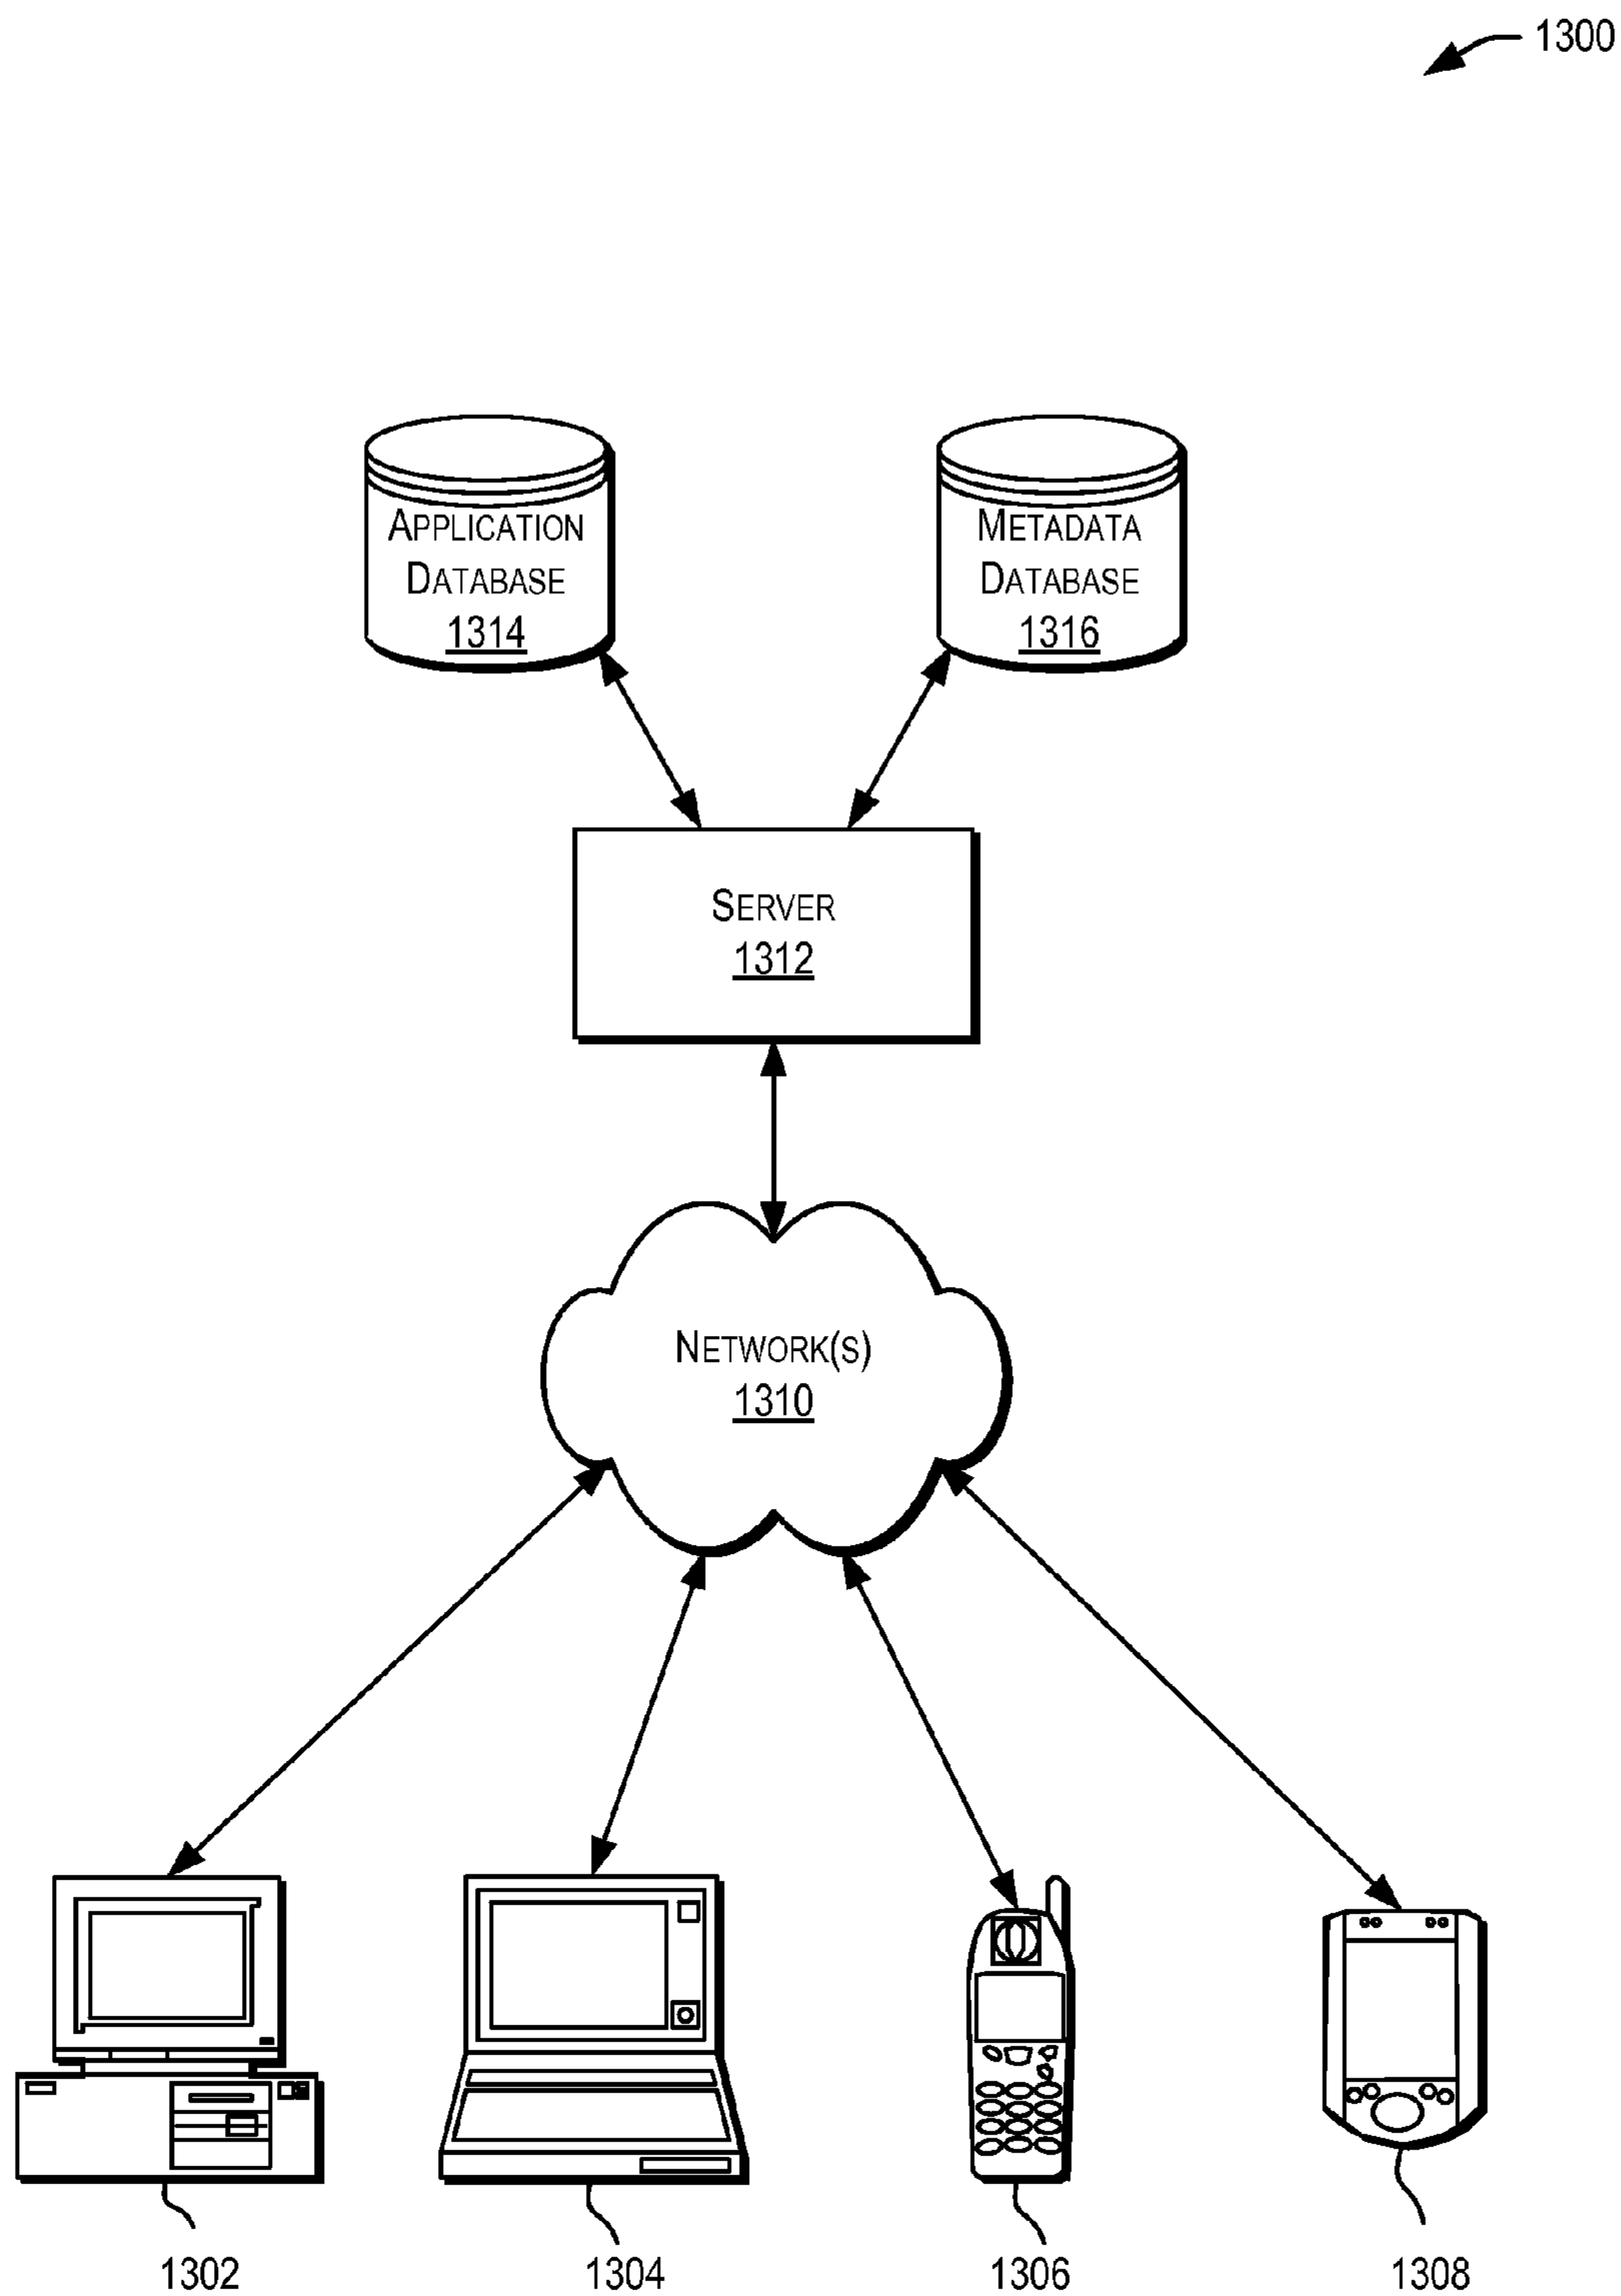 1300
APPLICATION
DATABASE
1314
METADATA
DATABASE
1316
SERVER
1312
NETWORK(S)
1310
1302
1304
1306
1308